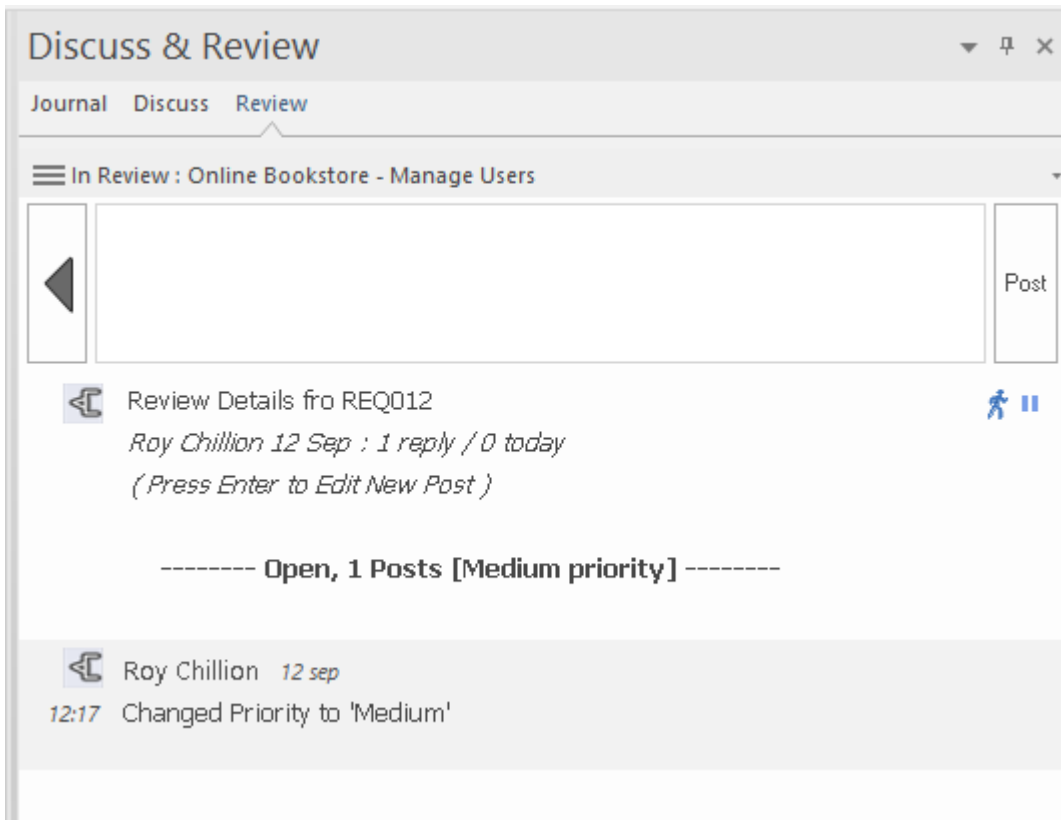 Discuss & Review
Journal Discuss Review
In Review : Online Bookstore - Manage Users
Post
Review Details fro REQ012
Roy Chillion 12 Sep : 1 reply / 0 today
( Press Enter to Edit New Post )
-------- Open, 1 Posts [Medium priority] --------
Roy Chillion 12 sep
12:17 Changed Priority to 'Medium'